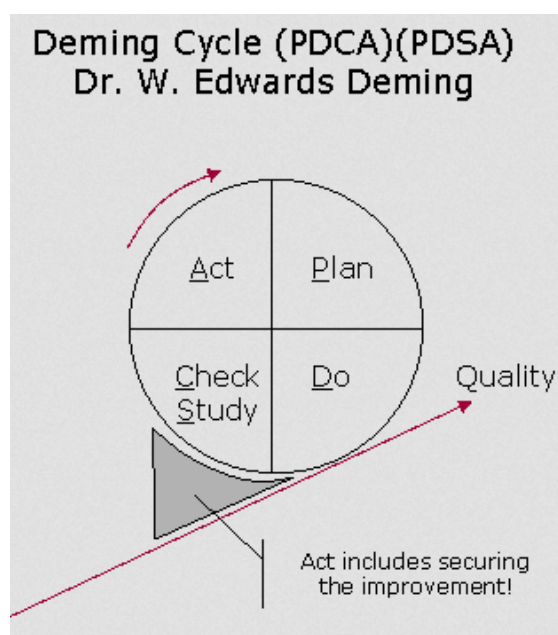 Deming Cycle (PDCA)(PDSA)
Dr. W. Edwards Deming
Act
Plan
Check
Study
Do
Quality
Act includes securing
the improvement!